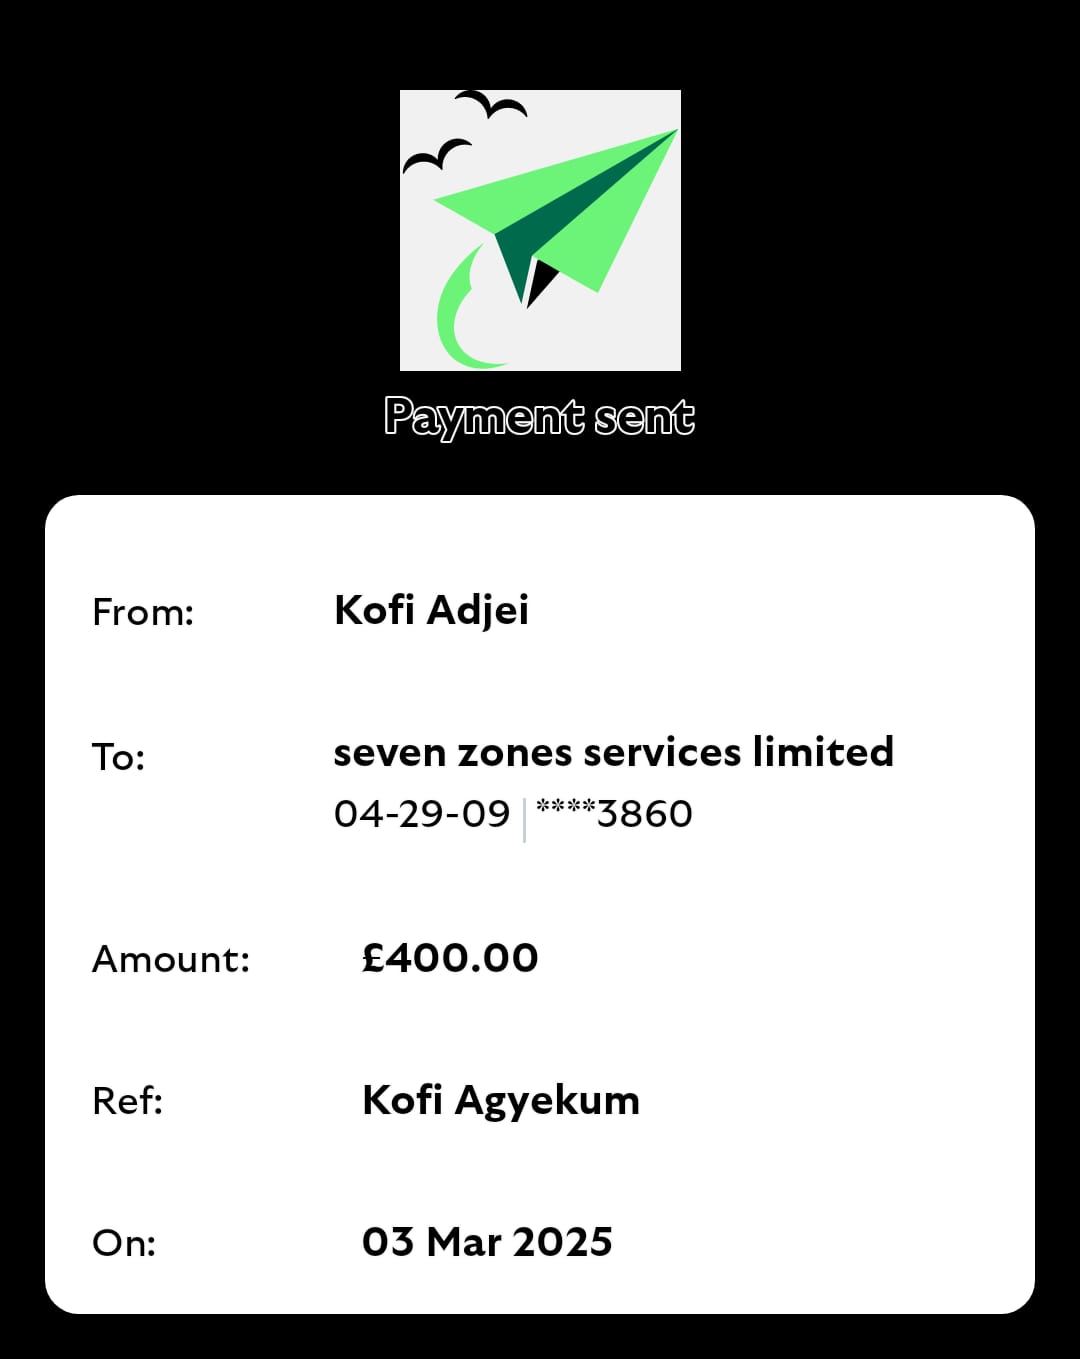 Payment sent
From: Kofi Adjei
To: seven zones services limited
04-29-09 | ****3860
Amount: £400.00
Ref: Kofi Agyekum
On: 03 Mar 2025